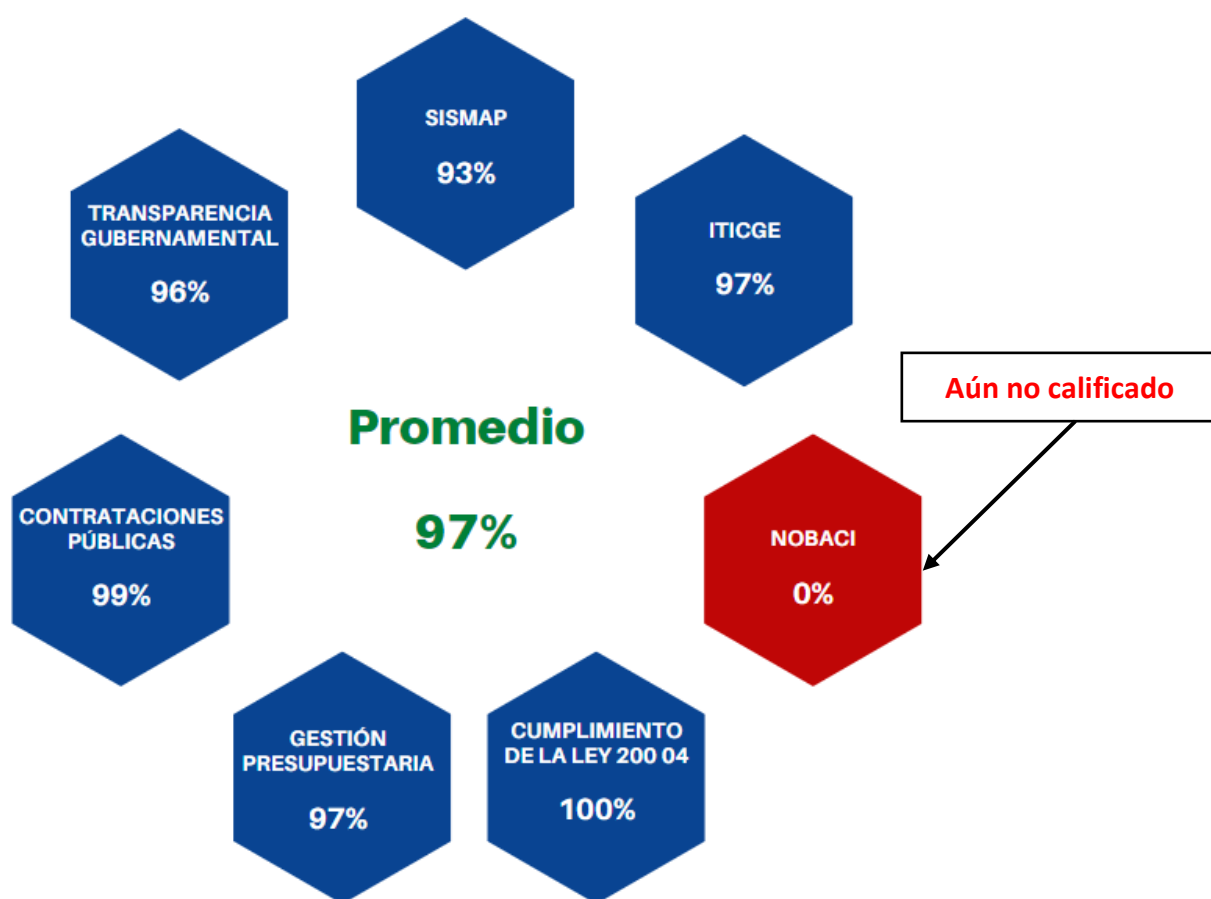 SISMAP
93%
TRANSPARENCIA
GUBERNAMENTAL
96%
ITICGE
97%
Aún no calificado
Promedio
97%
CONTRATACIONES
PÚBLICAS
99%
NOBACI
0%
GESTIÓN
PRESUPUESTARIA
97%
CUMPLIMIENTO
DE LA LEY 200 04
100%